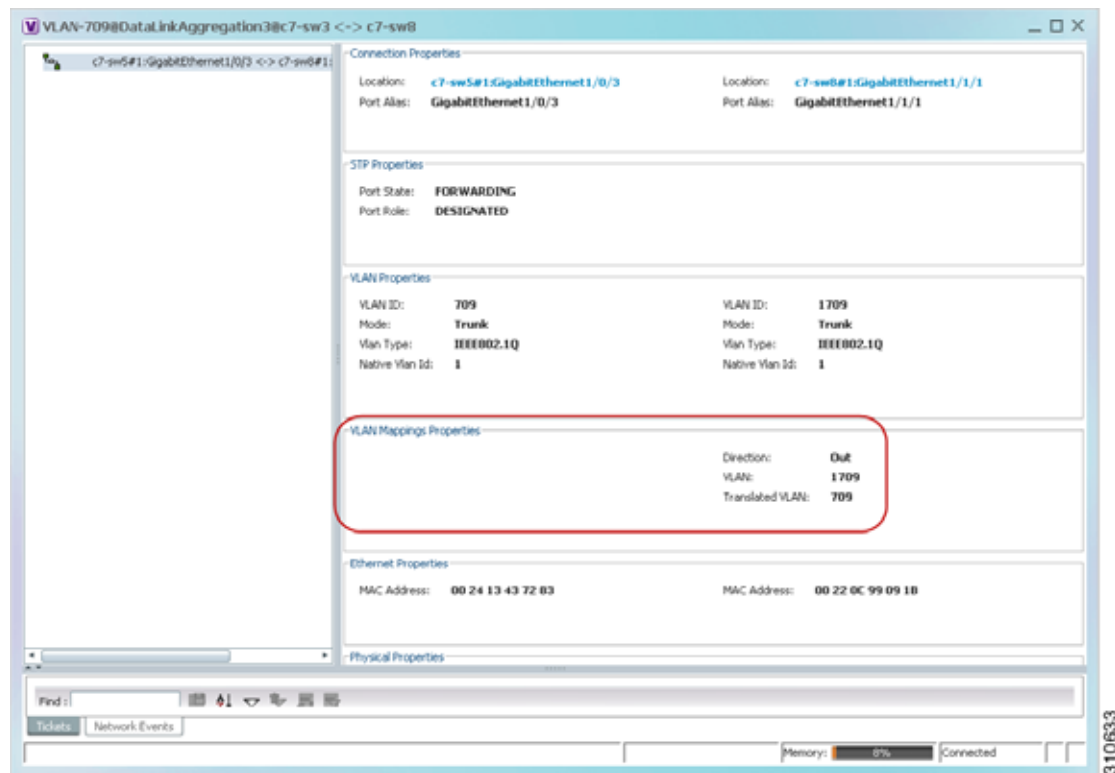 VLAN-709@DataLinkAggregation3@c7-sw3 <-> c7-sw8
c7-sw5#1:GigabitEthernet1/0/3 <-> c7-sw8#1:
Connection Properties
Location: c7-sw5#1:GigabitEthernet1/0/3 Location: c7-sw8#1:GigabitEthernet1/1/1
Port Alias: GigabitEthernet1/0/3 Port Alias: GigabitEthernet1/1/1
STP Properties
Port State: FORWARDING
Port Role: DESIGNATED
VLAN Properties
VLAN ID: 709 VLAN ID: 1709
Mode: Trunk Mode: Trunk
Vlan Type: IEEE802.1Q Vlan Type: IEEE802.1Q
Native Vlan Id: 1 Native Vlan Id: 1
VLAN Mappings Properties
Direction: Out
VLAN: 1709
Translated VLAN: 709
Ethernet Properties
MAC Address: 00 24 13 43 72 83 MAC Address: 00 22 0C 99 09 1B
Physical Properties
Find :
Tickets Network Events
Memory: 8% Connected
310633